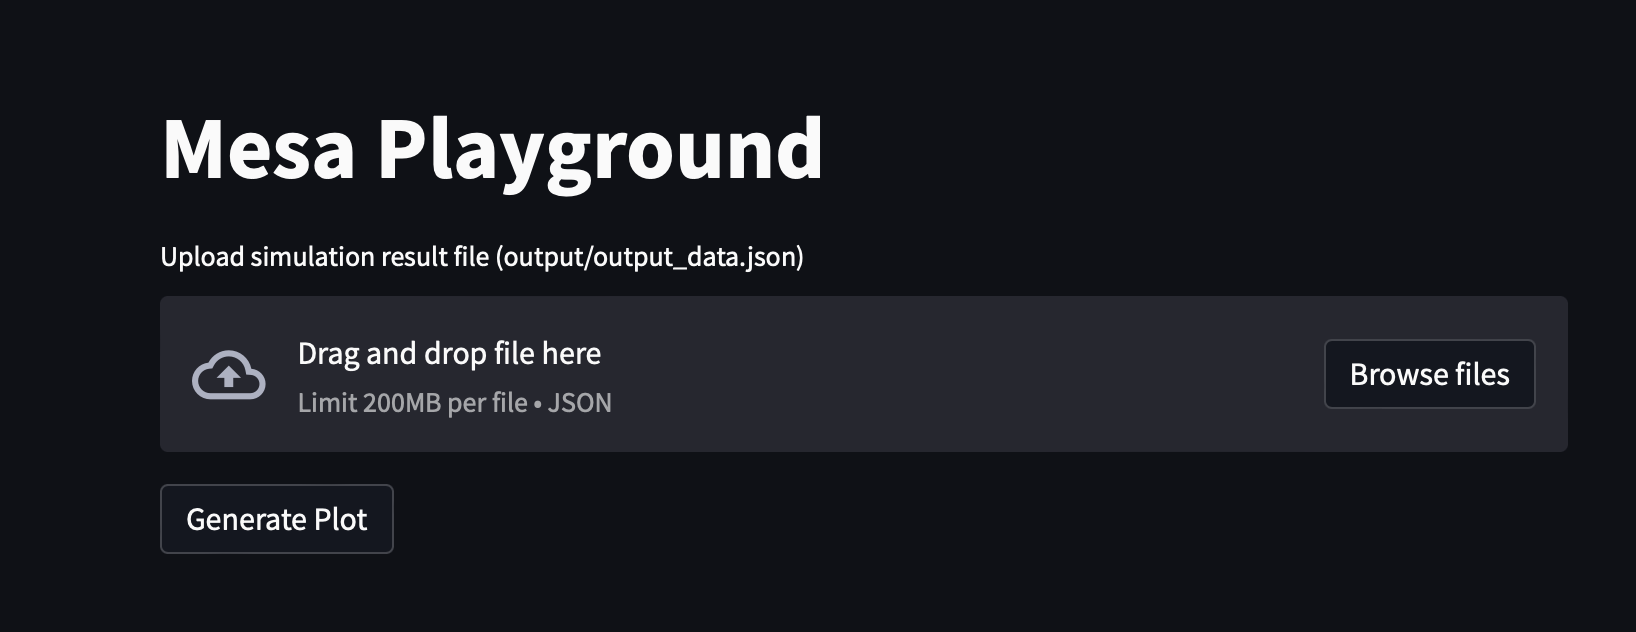 Mesa Playground
Upload simulation result file (output/output_data.json)
Drag and drop file here
Limit 200MB per file • JSON
Browse files
Generate Plot